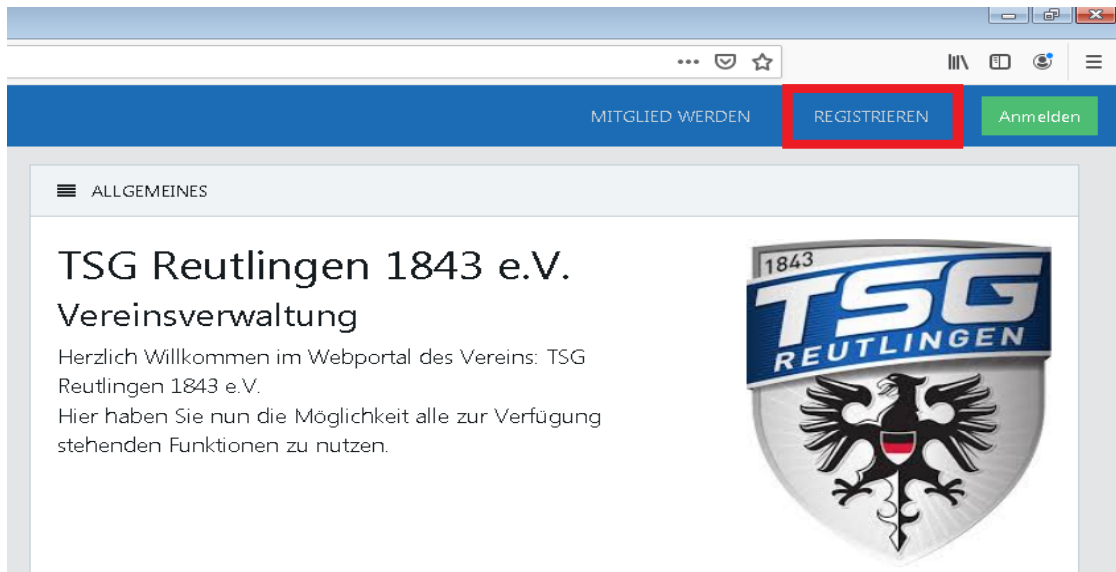 MITGLIED WERDEN REGISTRIEREN Anmelden
ALLGEMEINES
TSG Reutlingen 1843 e.V.
Vereinsverwaltung
Herzlich Willkommen im Webportal des Vereins: TSG
Reutlingen 1843 e.V.
Hier haben Sie nun die Möglichkeit alle zur Verfügung
stehenden Funktionen zu nutzen.
1843
TSG
REUTLINGEN